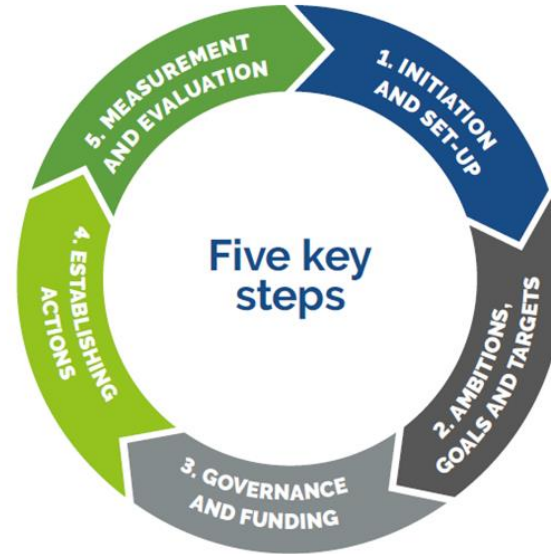 Five key
steps
1. INITIATION
AND SET-UP
2. AMBITIONS,
GOALS AND TARGETS
3. GOVERNANCE
AND FUNDING
4. ESTABLISHING
ACTIONS
5. MEASUREMENT
AND EVALUATION